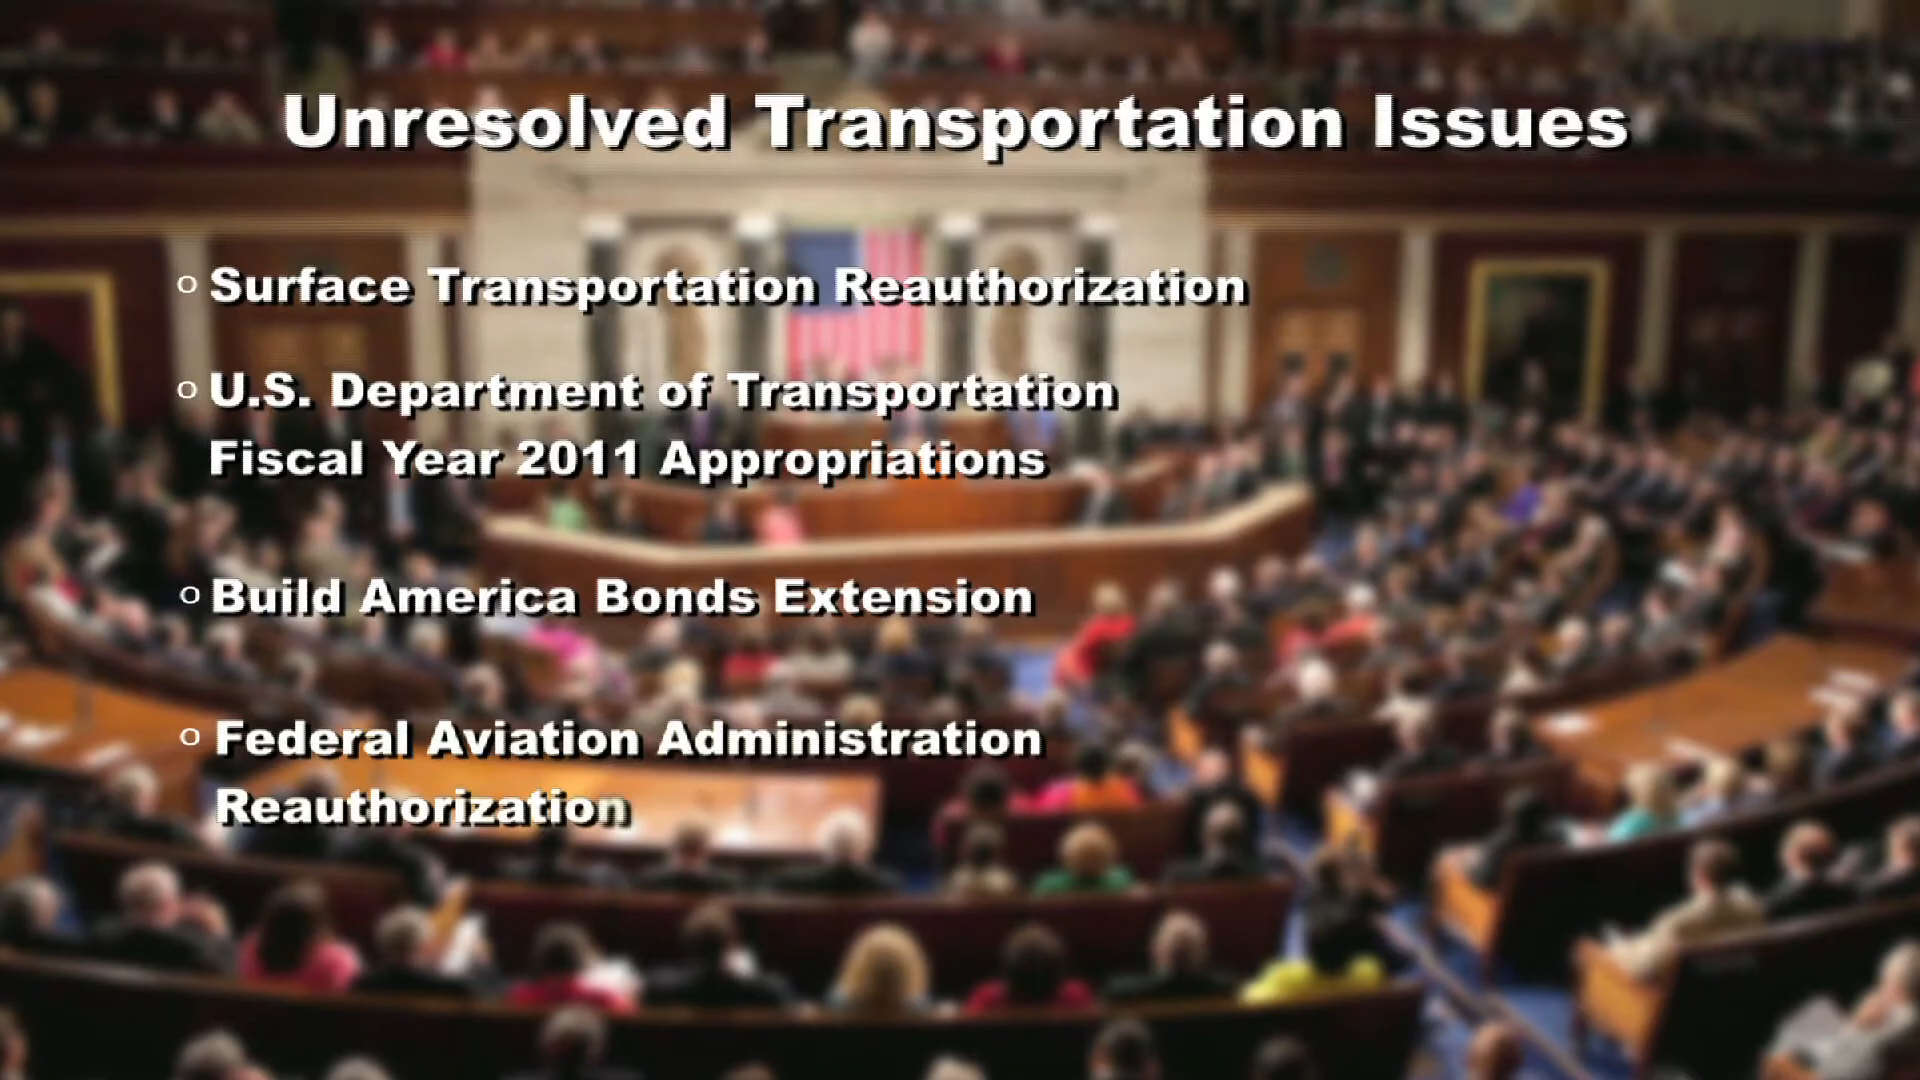 Unresolved Transportation Issues
o Surface Transportation Reauthorization
o U.S. Department of Transportation
Fiscal Year 2011 Appropriations
o Build America Bonds Extension
o Federal Aviation Administration
Reauthorization